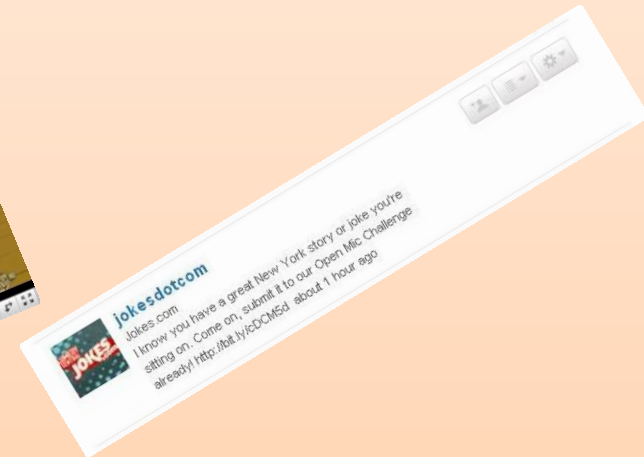 jokesdotcom
Jokes.com
I know you have a great New York story or joke you're
sitting on. Come on, submit it to our Open Mic Challenge
already! http://bit.ly/cDCM5d about 1 hour ago
JOKES